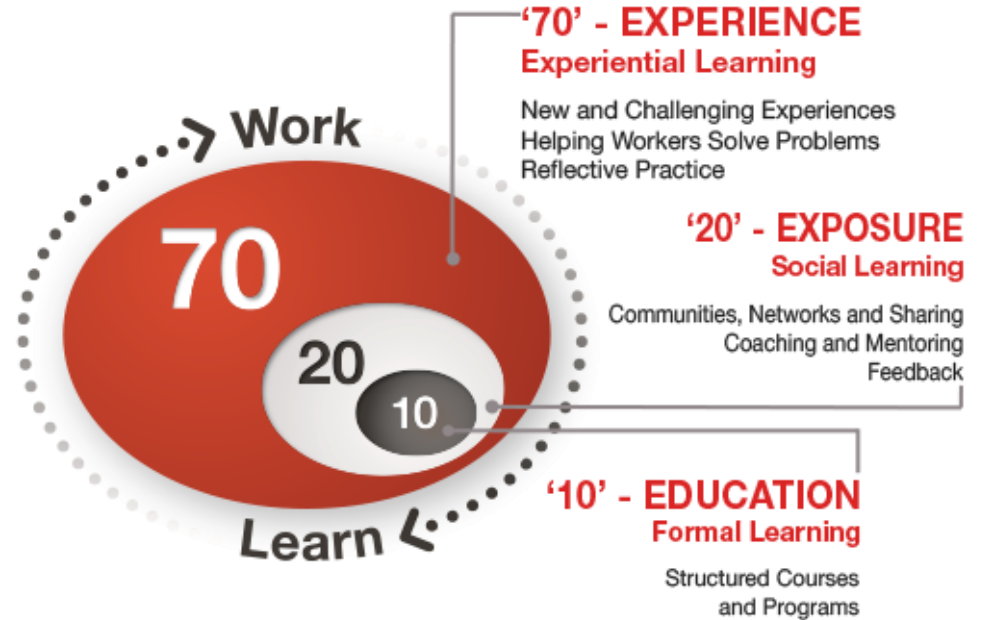 ‘70’ - EXPERIENCE
Experiential Learning
New and Challenging Experiences
Helping Workers Solve Problems
Reflective Practice
Work
70
20
10
Learn
‘20’ - EXPOSURE
Social Learning
Communities, Networks and Sharing
Coaching and Mentoring
Feedback
‘10’ - EDUCATION
Formal Learning
Structured Courses
and Programs